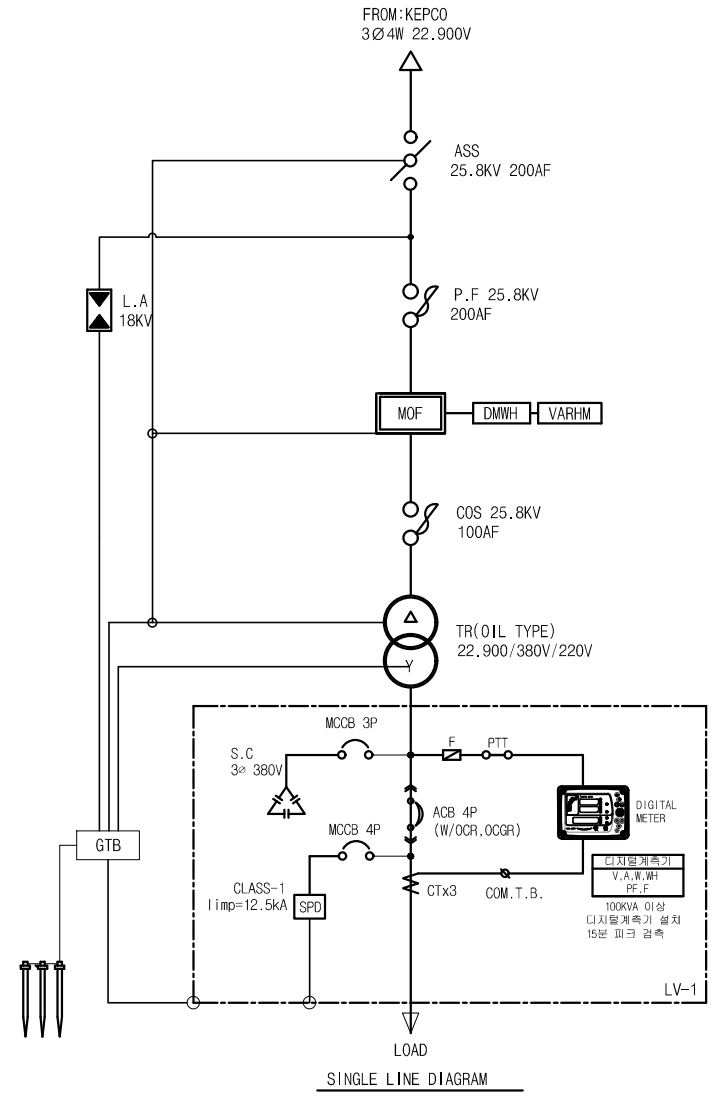 FROM:KEPCO
3Ø4W 22.900V
ASS
25.8KV 200AF
L.A
18KV
P.F 25.8KV
200AF
MOF
DMWH
VARHM
COS 25.8KV
100AF
TR(OIL TYPE)
22.900/380V/220V
Y
MCCB 3P
S.C
3ø 380V
F
PTT
ACB 4P
(W/OCR,OCGR)
DIGITAL
METER
MCCB 4P
GTB
CLASS-1
Iimp=12.5kA
SPD
CTx3
COM.T.B.
디지털계측기
V.A.W.WH
PF.F
100KVA 이상
디지털계측기 설치
15분 피크 검측
LV-1
LOAD
SINGLE LINE DIAGRAM